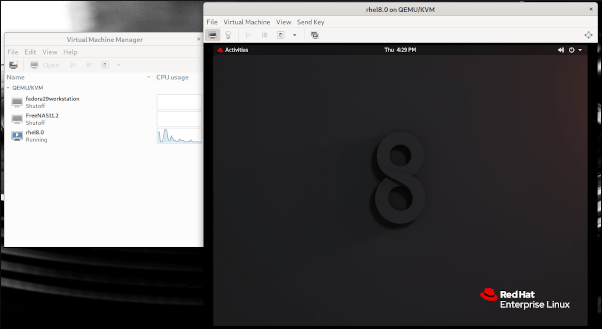 rhel8.0 on QEMU/KVM
File Virtual Machine View Send Key
Virtual Machine Manager
File Edit View Help
Open
Name CPU usage
QEMU/KVM
fedora29workstation
Shutoff
FreeNAS11.2
Shutoff
rhel8.0
Running
Activities Thu 4:29 PM
8
Red Hat
Enterprise Linux